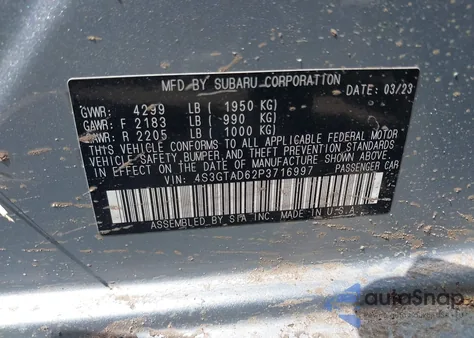 MFD. BY SUBARU CORPORATION
DATE: 03/23
GVWR: 4299 LB ( 1950 KG)
GAWR: F 2183 LB ( 990 KG)
GAWR: R 2205 LB ( 1000 KG)
THIS VEHICLE CONFORMS TO ALL APPLICABLE FEDERAL MOTOR
VEHICLE SAFETY, BUMPER, AND THEFT PREVENTION STANDARDS
IN EFFECT ON THE DATE OF MANUFACTURE SHOWN ABOVE.
VIN: 4S3GTAD62P3716997 PASSENGER CAR
ASSEMBLED BY SIA INC. MADE IN U.S.A.
autoSnap